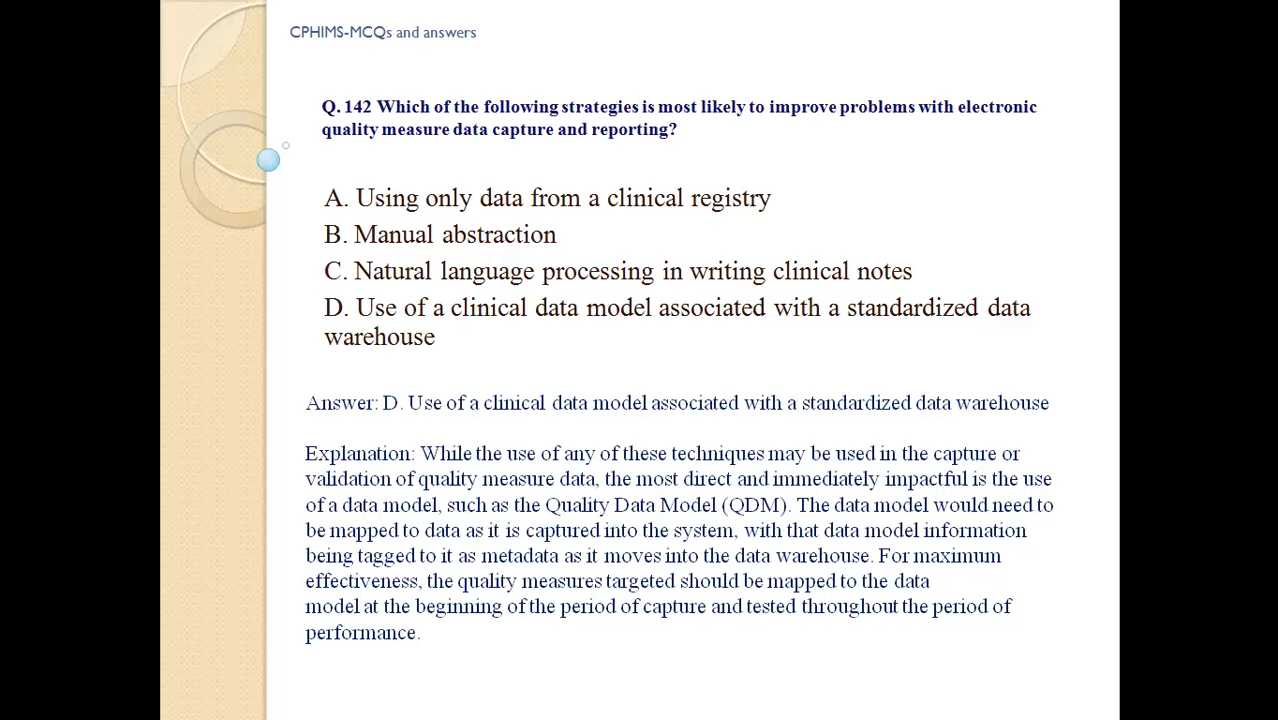 CPHIMS-MCQs and answers
Q. 142 Which of the following strategies is most likely to improve problems with electronic
quality measure data capture and reporting?
A. Using only data from a clinical registry
B. Manual abstraction
C. Natural language processing in writing clinical notes
D. Use of a clinical data model associated with a standardized data
warehouse
Answer: D. Use of a clinical data model associated with a standardized data warehouse
Explanation: While the use of any of these techniques may be used in the capture or
validation of quality measure data, the most direct and immediately impactful is the use
of a data model, such as the Quality Data Model (QDM). The data model would need to
be mapped to data as it is captured into the system, with that data model information
being tagged to it as metadata as it moves into the data warehouse. For maximum
effectiveness, the quality measures targeted should be mapped to the data
model at the beginning of the period of capture and tested throughout the period of
performance.